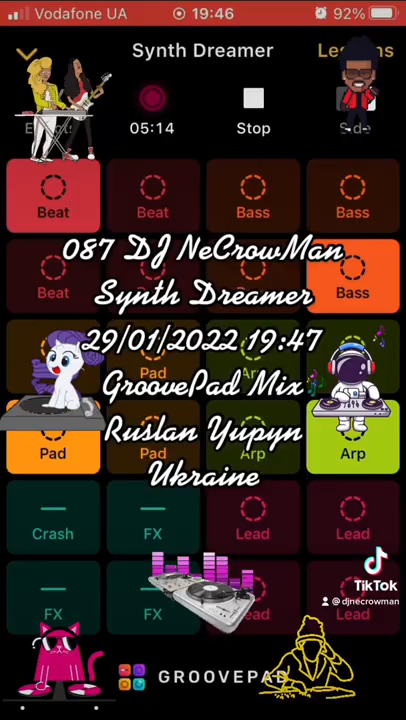 Vodafone UA 19:46 92%
Synth Dreamer Lessons
05:14 Stop Side
Beat Beat Bass Bass
087 DJ NeCrowMan
Beat Bass
Synth Dreamer
29/01/2022 19:47
Pad Arp
GroovePad Mix
Ruslan Yupyn
Pad Pad Arp Arp
Ukraine
Crash FX Lead Lead
TikTok
@djnecrowman
FX FX Lead Lead
GROOVEPAD